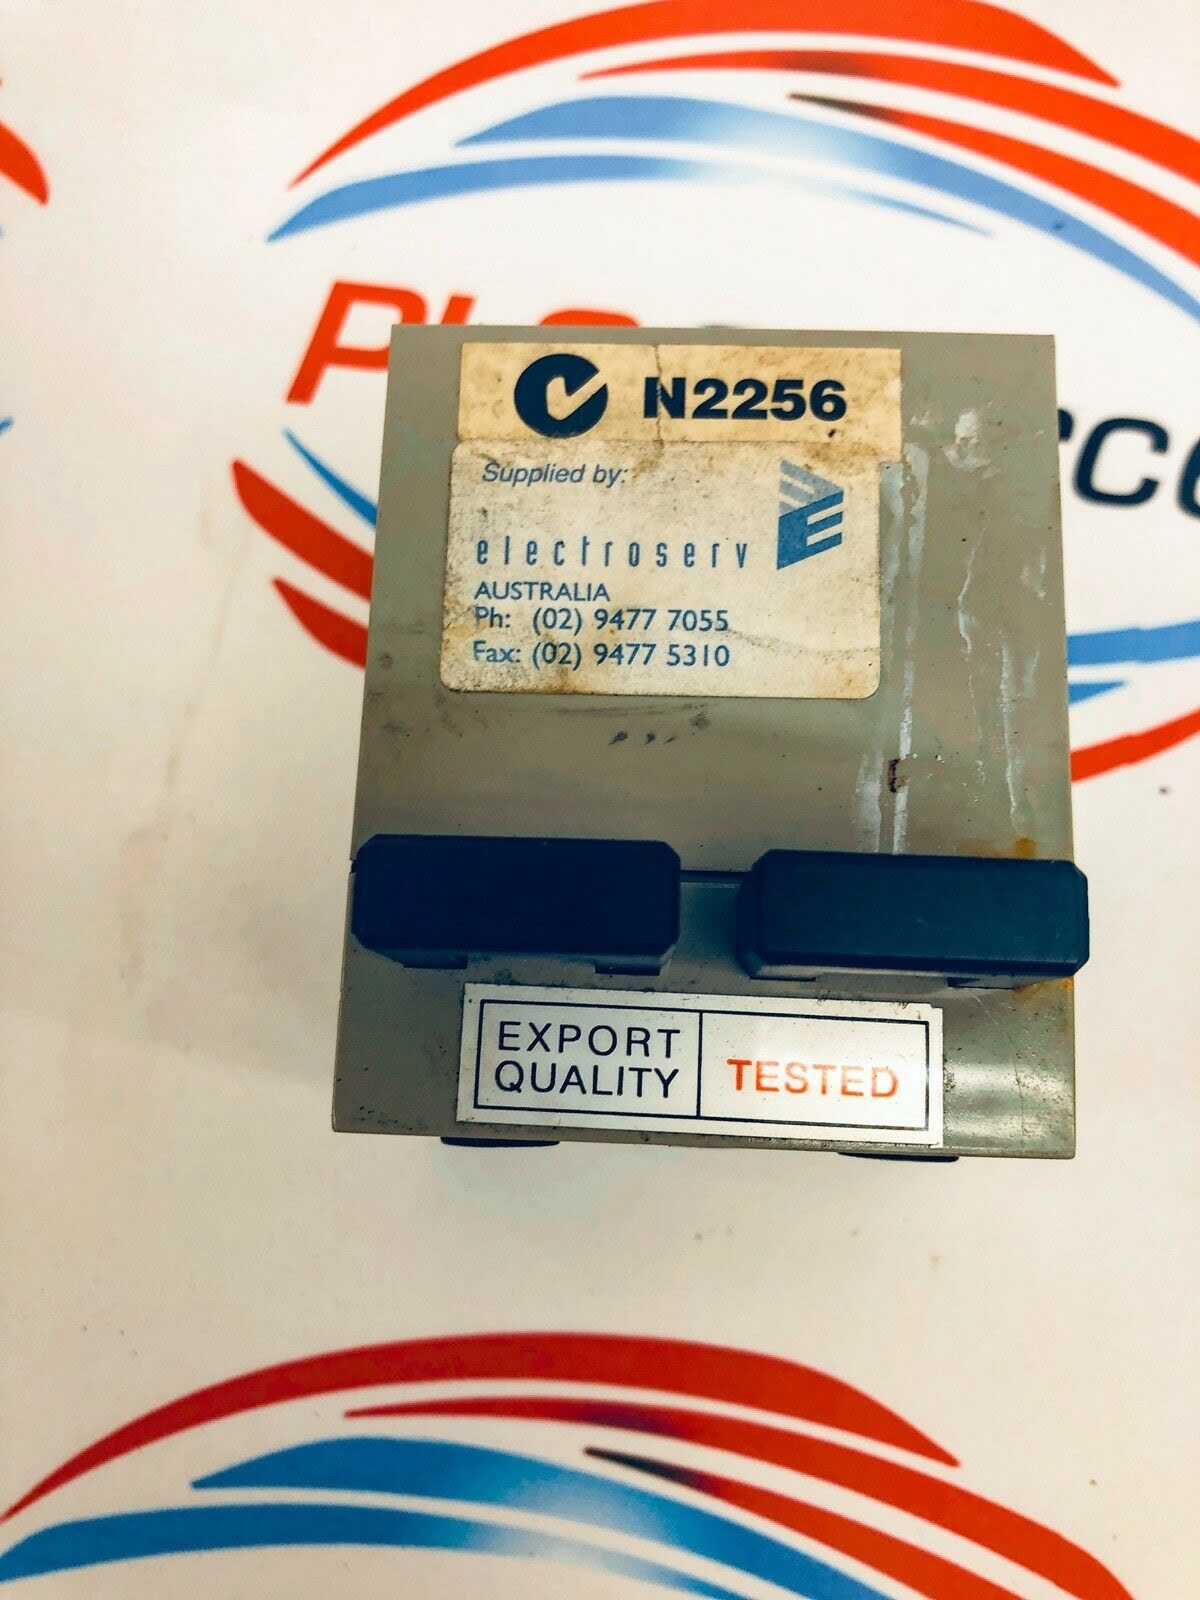 N2256
Supplied by:
electroserv
AUSTRALIA
Ph: (02) 9477 7055
Fax: (02) 9477 5310
EXPORT
QUALITY
TESTED